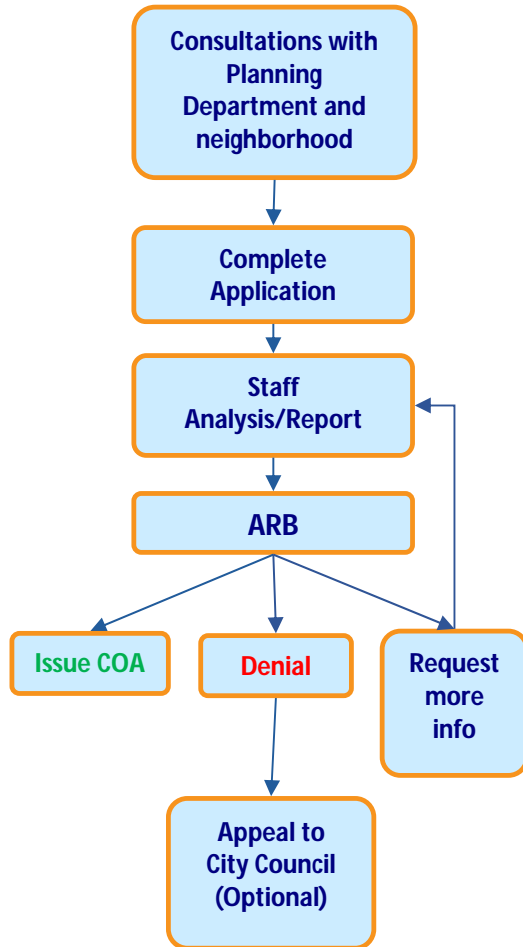 Consultations with
Planning
Department and
neighborhood
Complete
Application
Staff
Analysis/Report
ARB
Issue COA
Denial
Request
more
info
Appeal to
City Council
(Optional)